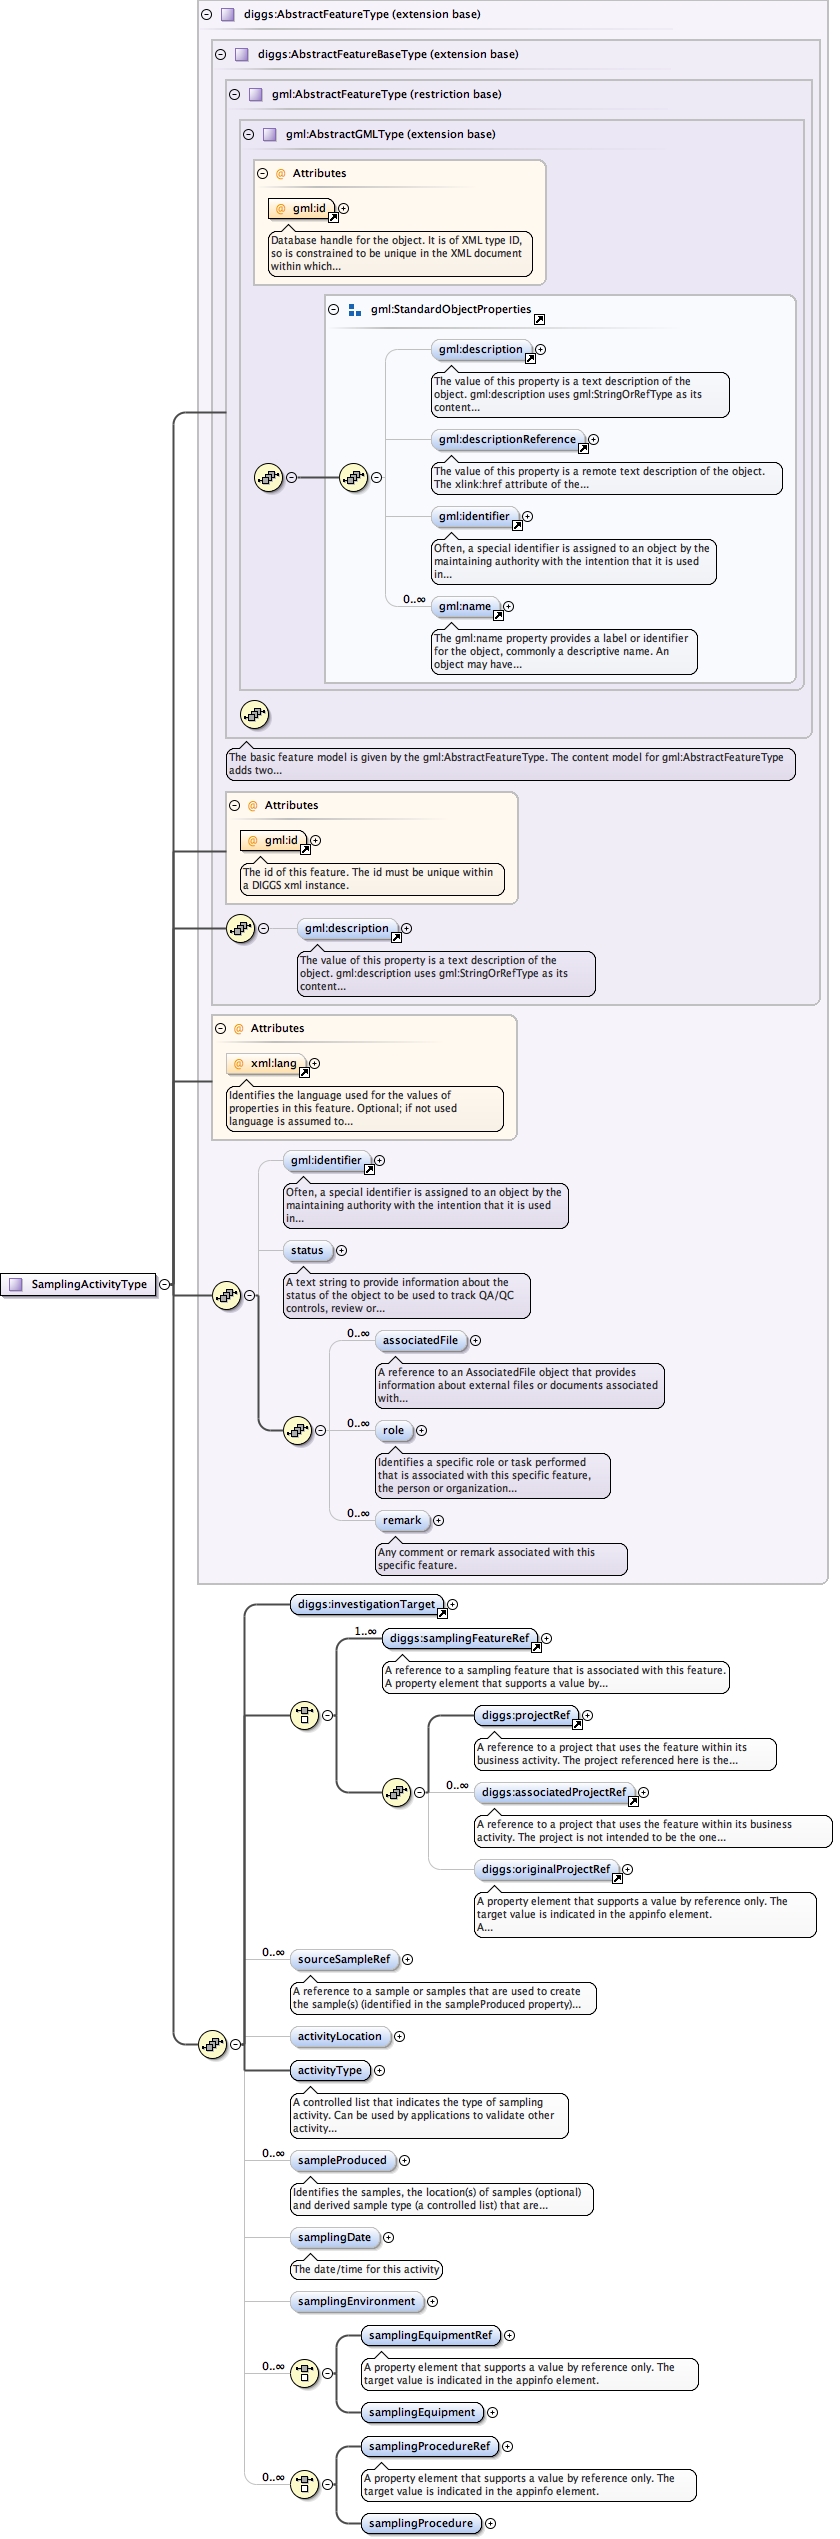 diggs:AbstractFeatureType (extension base)
diggs:AbstractFeatureBaseType (extension base)
gml:AbstractFeatureType (restriction base)
gml:AbstractGMLType (extension base)
@ Attributes
@ gml:id
Database handle for the object. It is of XML type ID,
so is constrained to be unique in the XML document
within which...
gml:StandardObjectProperties
gml:description
The value of this property is a text description of the
object. gml:description uses gml:StringOrRefType as its
content...
gml:descriptionReference
The value of this property is a remote text description of the object.
The xlink:href attribute of the...
gml:identifier
Often, a special identifier is assigned to an object by the
maintaining authority with the intention that it is used
in...
0..∞ gml:name
The gml:name property provides a label or identifier
for the object, commonly a descriptive name. An
object may have...
The basic feature model is given by the gml:AbstractFeatureType. The content model for gml:AbstractFeatureType
adds two...
@ Attributes
@ gml:id
The id of this feature. The id must be unique within
a DIGGS xml instance.
gml:description
The value of this property is a text description of the
object. gml:description uses gml:StringOrRefType as its
content...
@ Attributes
@ xml:lang
Identifies the language used for the values of
properties in this feature. Optional; if not used
language is assumed to...
gml:identifier
Often, a special identifier is assigned to an object by the
maintaining authority with the intention that it is used
in...
status
A text string to provide information about the
status of the object to be used to track QA/QC
controls, review or...
SamplingActivityType
0..∞ associatedFile
A reference to an AssociatedFile object that provides
information about external files or documents associated
with...
0..∞ role
Identifies a specific role or task performed
that is associated with this specific feature,
the person or organization...
0..∞ remark
Any comment or remark associated with this
specific feature.
diggs:investigationTarget
1..∞ diggs:samplingFeatureRef
A reference to a sampling feature that is associated with this feature.
A property element that supports a value by...
diggs:projectRef
A reference to a project that uses the feature within its
business activity. The project referenced here is the...
0..∞ diggs:associatedProjectRef
A reference to a project that uses the feature within its business
activity. The project is not intended to be the one...
diggs:originalProjectRef
A property element that supports a value by reference only. The
target value is indicated in the appinfo element.
A...
0..∞ sourceSampleRef
A reference to a sample or samples that are used to create
the sample(s) (identified in the sampleProduced property)...
activityLocation
activityType
A controlled list that indicates the type of sampling
activity. Can be used by applications to validate other
activity...
0..∞ sampleProduced
Identifies the samples, the location(s) of samples (optional)
and derived sample type (a controlled list) that are...
samplingDate
The date/time for this activity
samplingEnvironment
samplingEquipmentRef
0..∞
A property element that supports a value by reference only. The
target value is indicated in the appinfo element.
samplingEquipment
samplingProcedureRef
0..∞
A property element that supports a value by reference only. The
target value is indicated in the appinfo element.
samplingProcedure